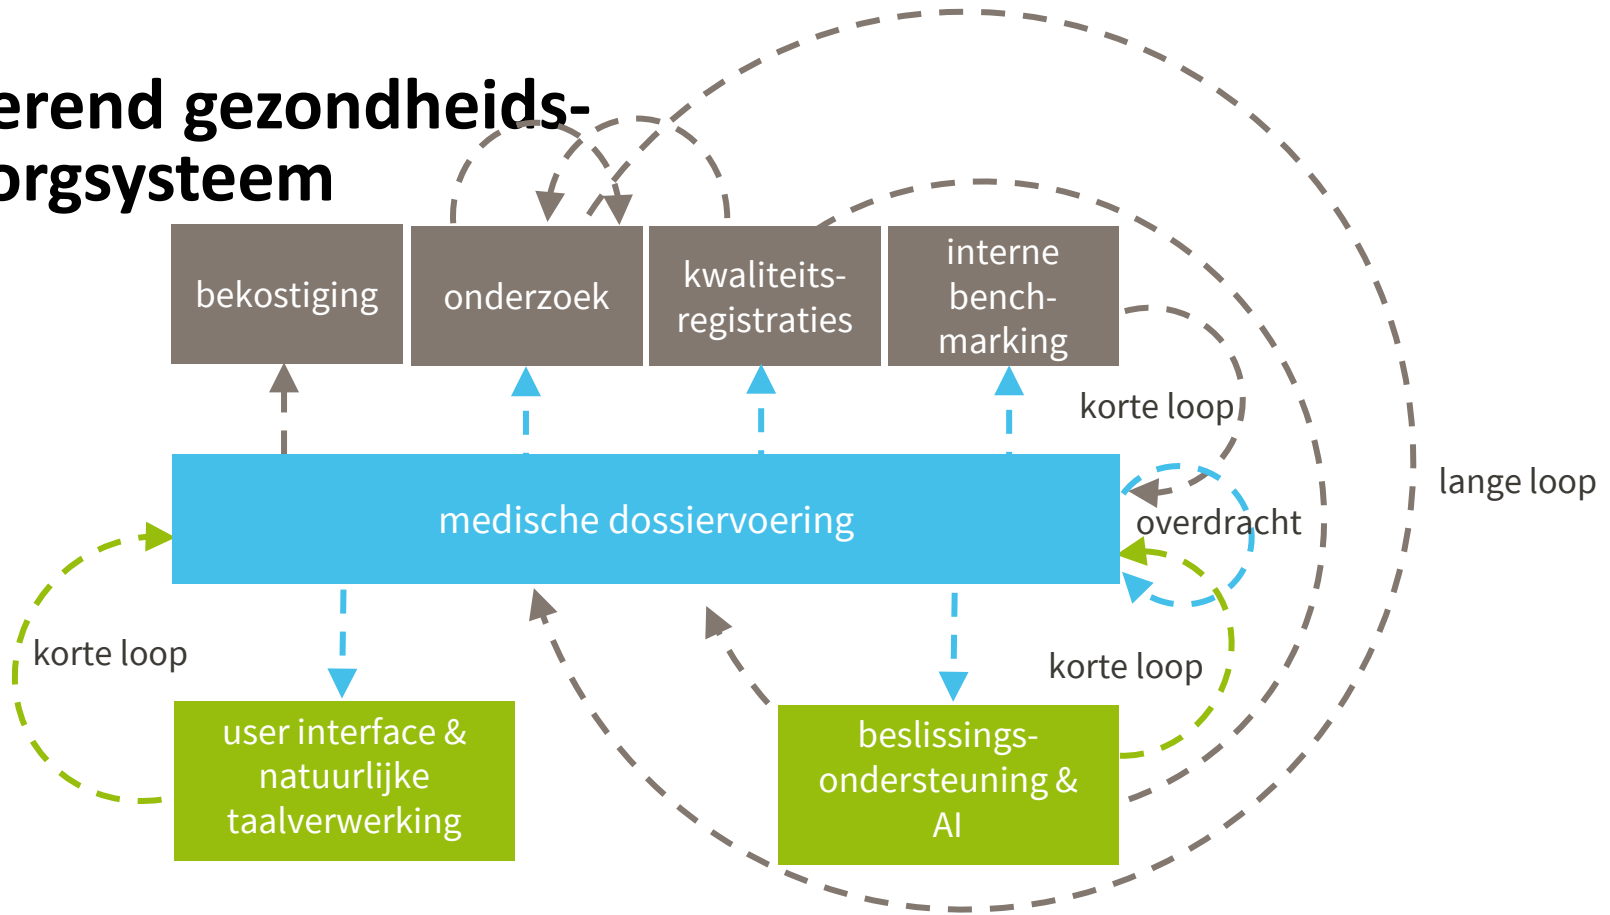 erend gezondheids-
orgsysteem
bekostiging
onderzoek
kwaliteits-
registraties
interne
bench-
marking
korte loop
lange loop
medische dossiervoering
overdracht
korte loop
korte loop
user interface &
natuurlijke
taalverwerking
beslissings-
ondersteuning &
AI